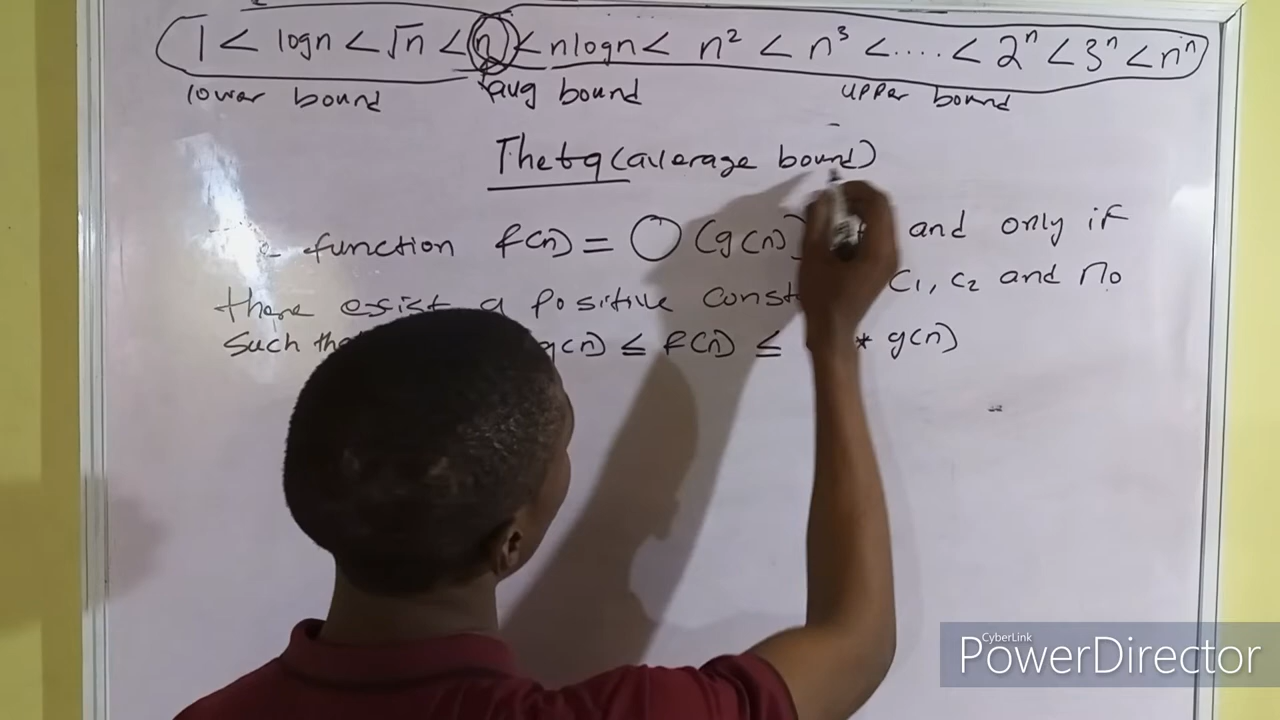 1 < logn < √n < n < nlogn < n² < n³ < .... < 2ⁿ < 3ⁿ < nⁿ
lower bound avg bound upper bound
Theta (average bound)
function f(n) = O (g(n)) and only if
there exist a positive const c₁, c₂ and no
Such g(n) ≤ f(n) ≤ * g(n)
CyberLink
PowerDirector